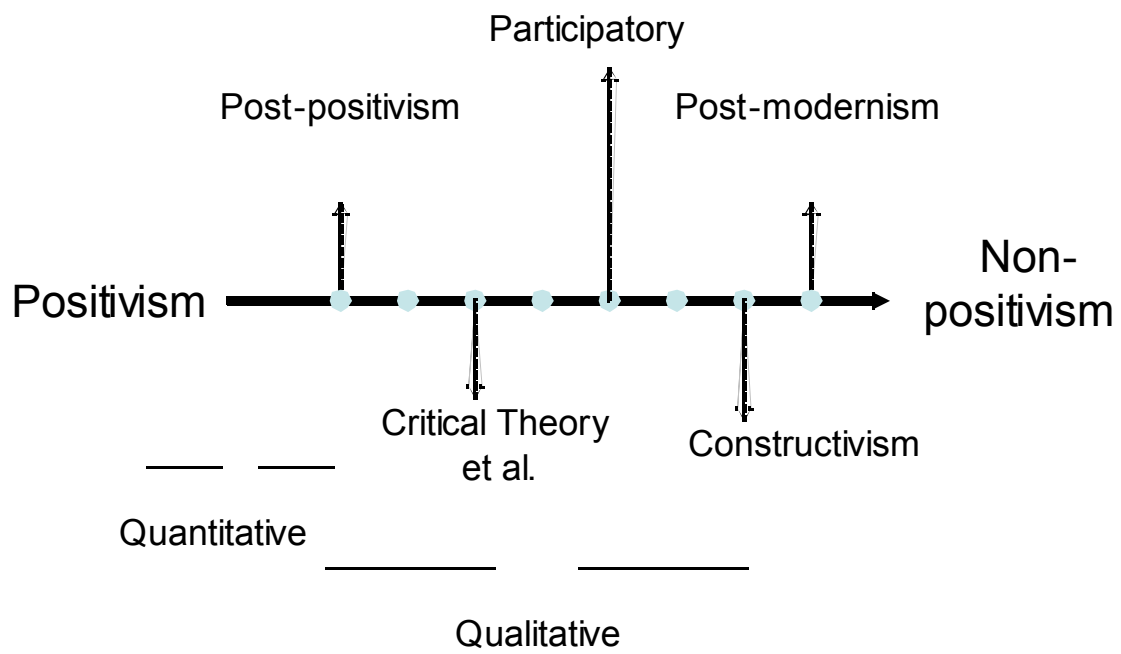 Participatory
Post-positivism
Post-modernism
Positivism
Non-
positivism
Critical Theory
et al.
Constructivism
Quantitative
Qualitative